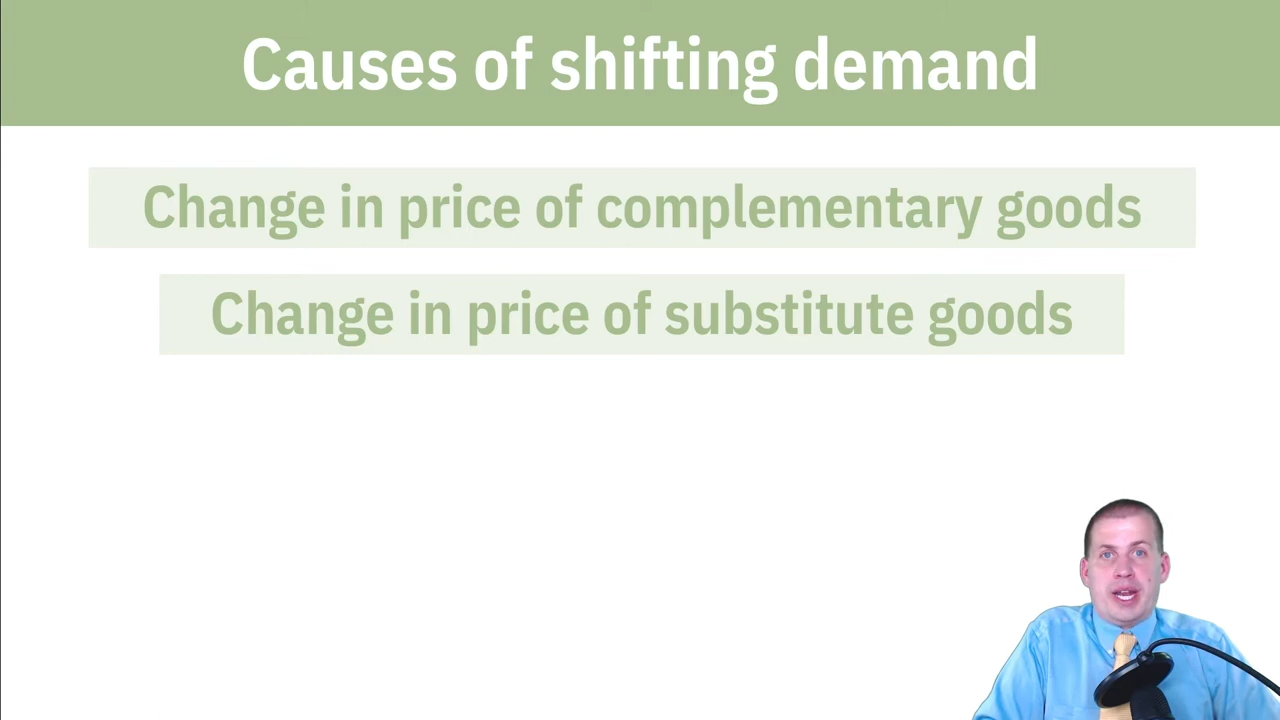 Causes of shifting demand
Change in price of complementary goods
Change in price of substitute goods